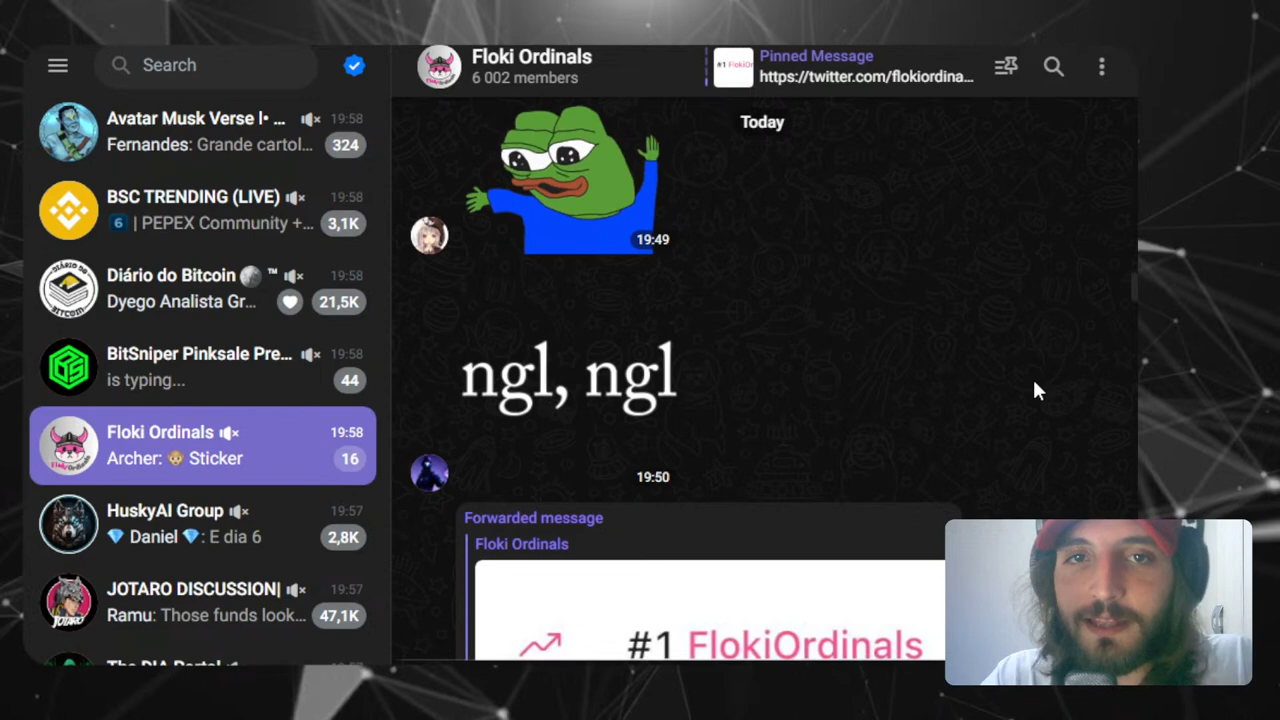 Search
Avatar Musk Verse l• ... 19:58
Fernandes: Grande cartol... 324
BSC TRENDING (LIVE) 19:58
6 | PEPEX Community +... 3,1K
Diário do Bitcoin ™ 19:58
Dyego Analista Gr... 21,5K
BitSniper Pinksale Pre... 19:58
is typing... 44
Floki Ordinals 19:58
Archer: Sticker 16
HuskyAI Group 19:57
Daniel : E dia 6 2,8K
JOTARO DISCUSSION| 19:57
Ramu: Those funds look... 47,1K
Floki Ordinals
6 002 members
Pinned Message
https://twitter.com/flokiordina...
Today
19:49
ngl, ngl
19:50
Forwarded message
Floki Ordinals
#1 FlokiOrdinals